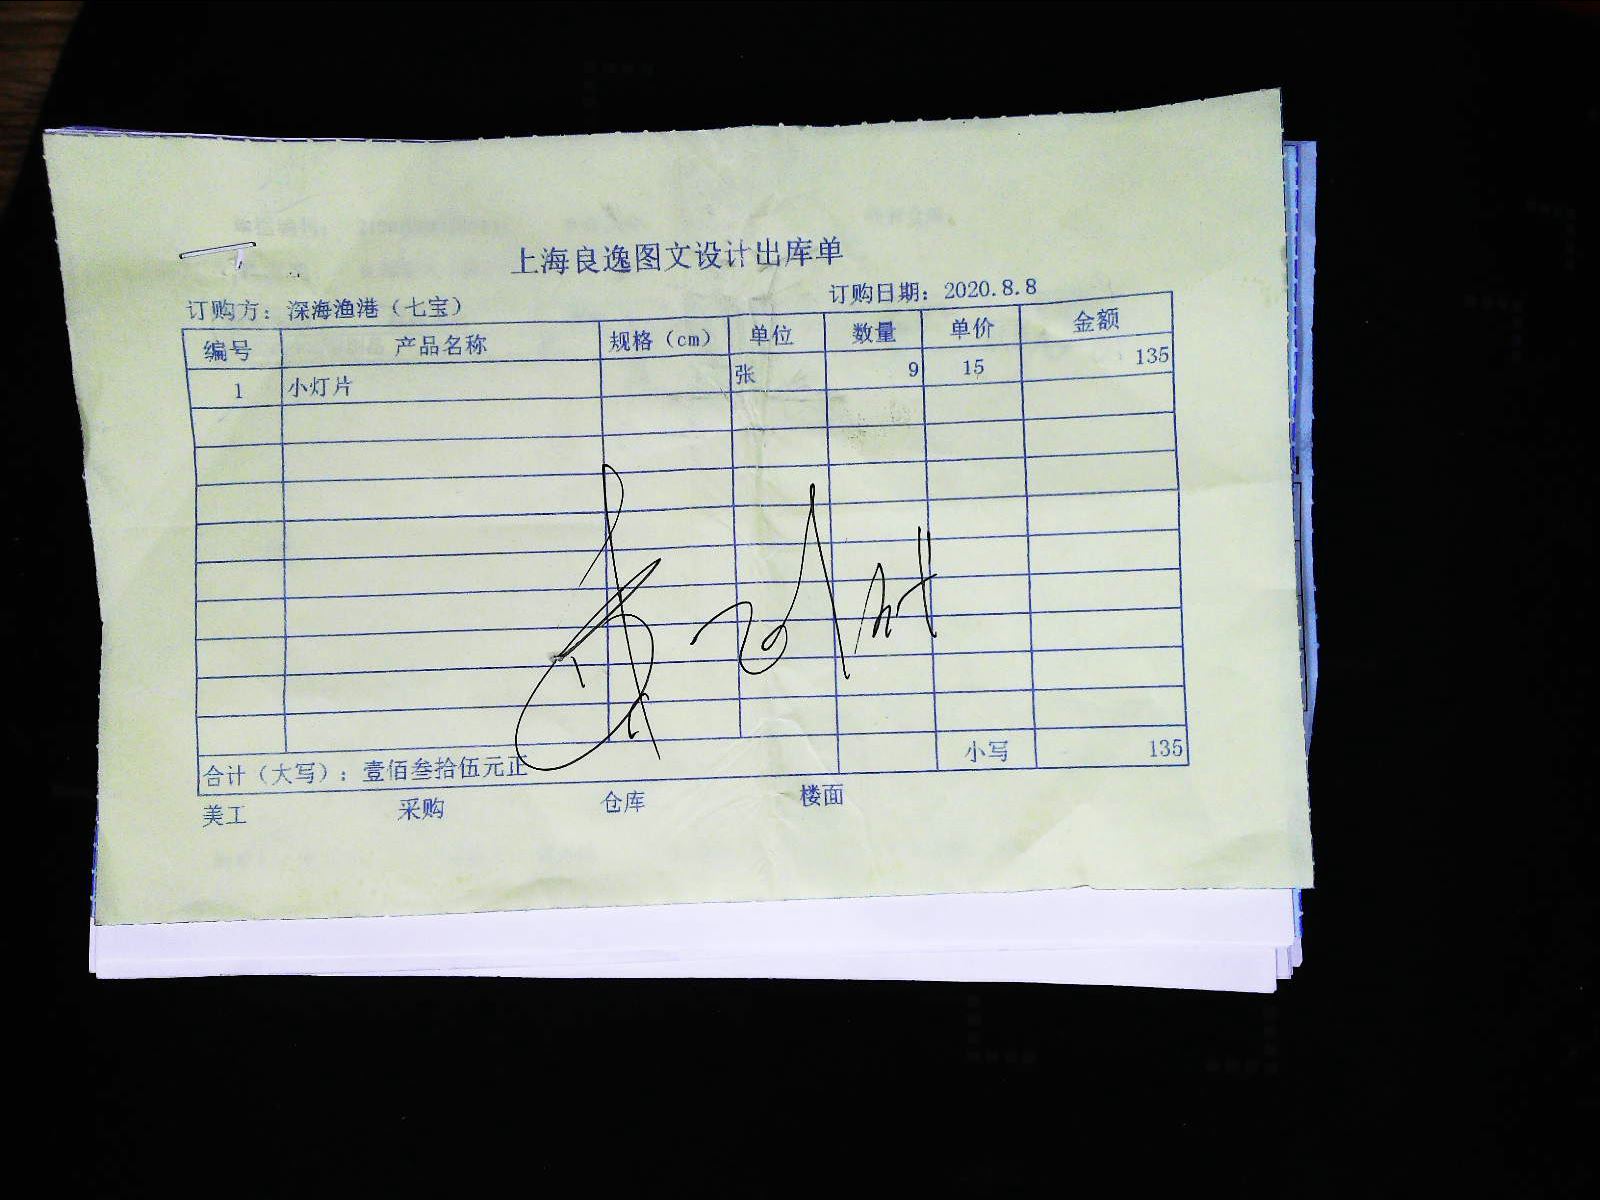 上海良逸图文设计出库单
订购方：深海渔港（七宝） 订购日期：2020.8.8
编号 产品名称 规格（cm） 单位 数量 单价 金额
1 小灯片 张 9 15 135
合计（大写）：壹佰叁拾伍元正 小写 135
美工 采购 仓库 楼面